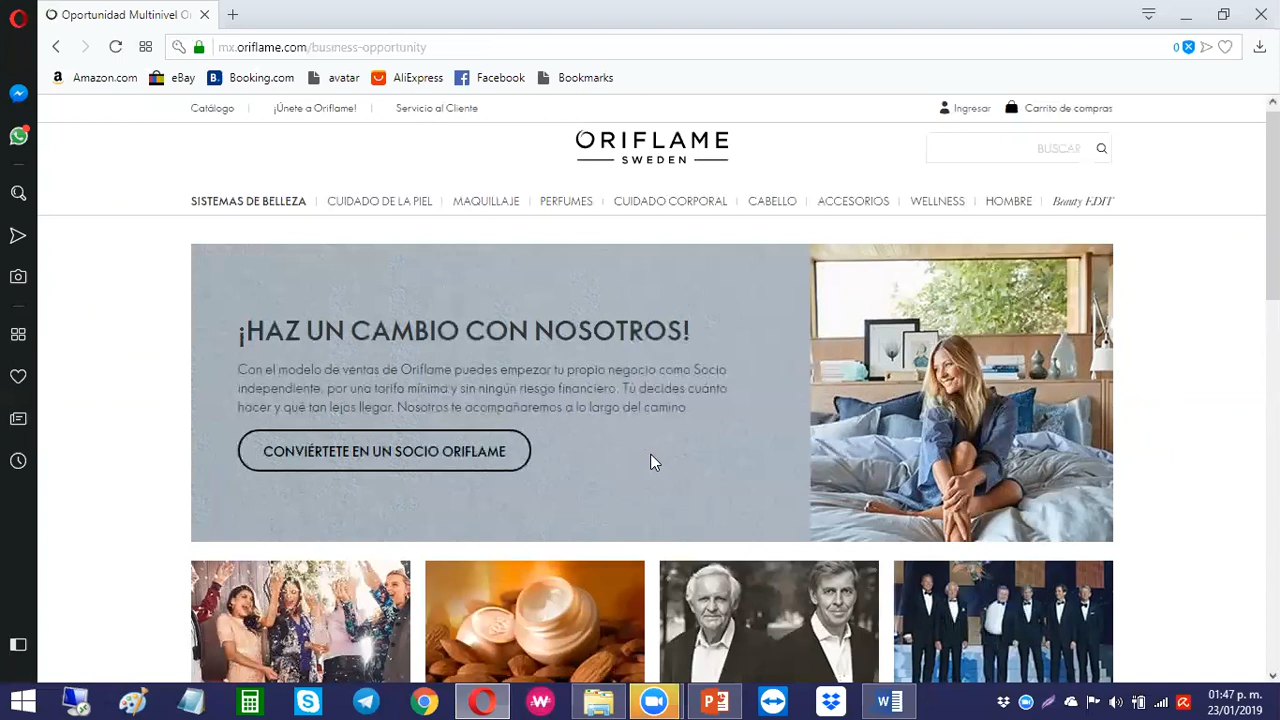 Oportunidad Multinivel O
mx.oriflame.com/business-opportunity
0
Amazon.com
eBay
Booking.com
avatar
AliExpress
Facebook
Bookmarks
Catálogo
¡Únete a Oriflame!
Servicio al Cliente
Ingresar
Carrito de compras
ORIFLAME
SWEDEN
BUSCAR
SISTEMAS DE BELLEZA
CUIDADO DE LA PIEL
MAQUILLAJE
PERFUMES
CUIDADO CORPORAL
CABELLO
ACCESORIOS
WELLNESS
HOMBRE
Beauty EDIT
¡HAZ UN CAMBIO CON NOSOTROS!
Con el modelo de ventas de Oriflame puedes empezar tu propio negocio como Socio
independiente, por una tarifa mínima y sin ningún riesgo financiero. Tú decides cuánto
hacer y qué tan lejos llegar. Nosotros te acompañaremos a lo largo del camino.
CONVIÉRTETE EN UN SOCIO ORIFLAME
01:47 p. m.
23/01/2019